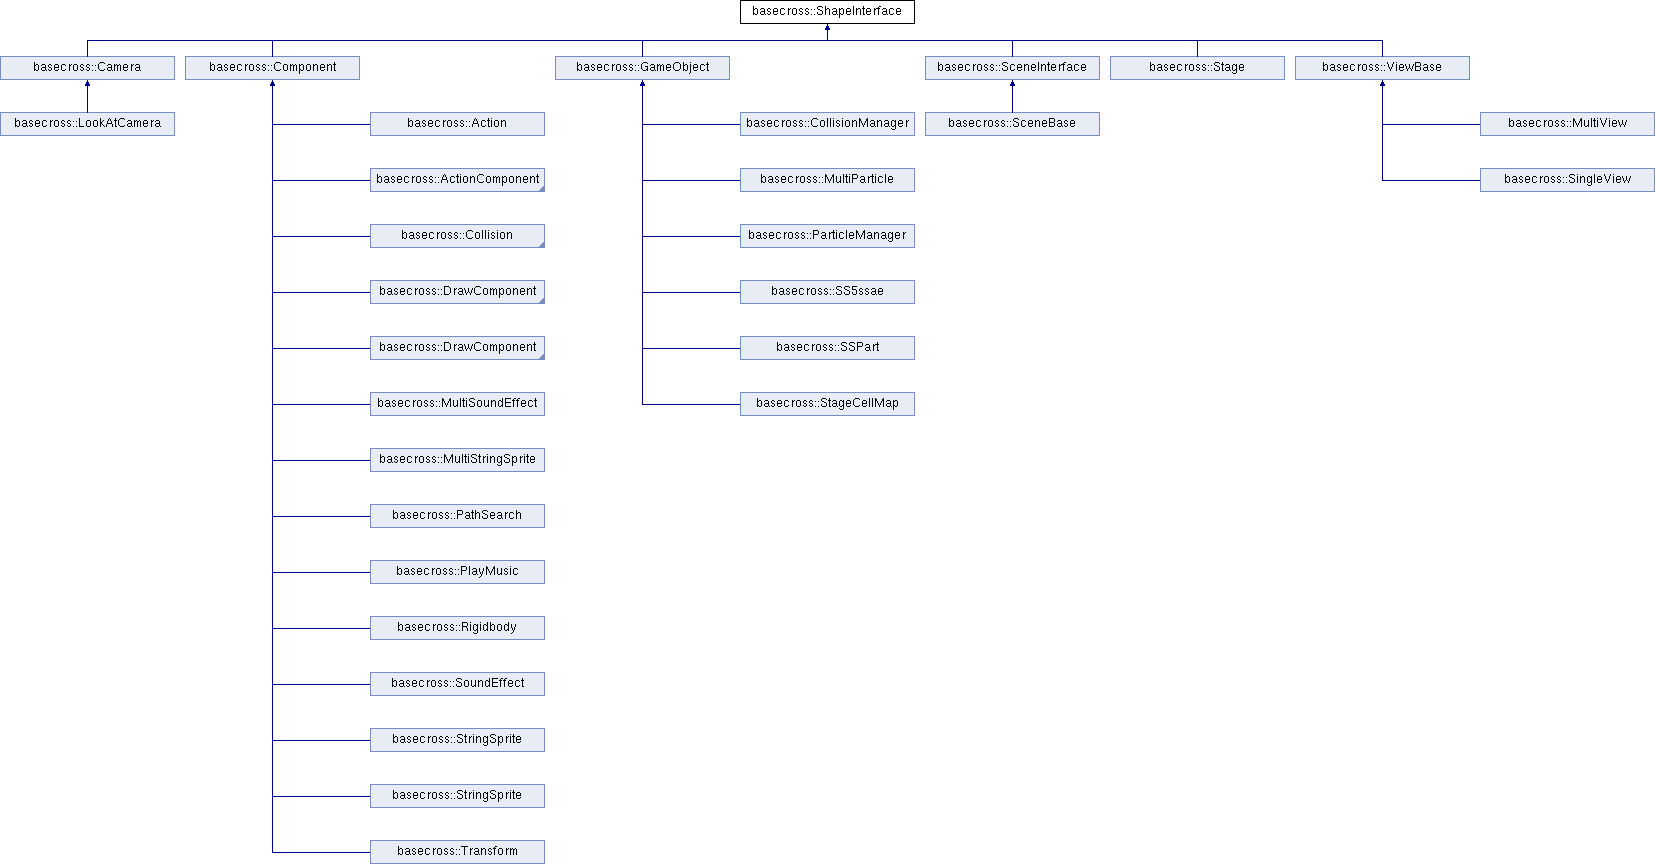 basecross::ShapeInterface
basecross::Camera
basecross::Component
basecross::GameObject
basecross::SceneInterface
basecross::Stage
basecross::ViewBase
basecross::LookAtCamera
basecross::Action
basecross::CollisionManager
basecross::SceneBase
basecross::MultiView
basecross::ActionComponent
basecross::MultiParticle
basecross::SingleView
basecross::Collision
basecross::ParticleManager
basecross::DrawComponent
basecross::SS5ssae
basecross::DrawComponent
basecross::SSPart
basecross::MultiSoundEffect
basecross::StageCellMap
basecross::MultiStringSprite
basecross::PathSearch
basecross::PlayMusic
basecross::Rigidbody
basecross::SoundEffect
basecross::StringSprite
basecross::StringSprite
basecross::Transform